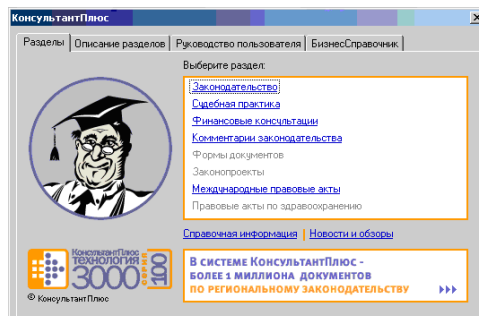 КонсультантПлюс
Разделы Описание разделов Руководство пользователя БизнесСправочник
Выберите раздел:
Законодательство
Судебная практика
Финансовые консультации
Комментарии законодательства
Формы документов
Законопроекты
Международные правовые акты
Правовые акты по здравоохранению
Справочная информация | Новости и обзоры
КонсультантПлюс
ТЕХНОЛОГИЯ
3000
СЕРИЯ
100
© КонсультантПлюс
В СИСТЕМЕ КОНСУЛЬТАНТПЛЮС -
БОЛЕЕ 1 МИЛЛИОНА ДОКУМЕНТОВ
ПО РЕГИОНАЛЬНОМУ ЗАКОНОДАТЕЛЬСТВУ